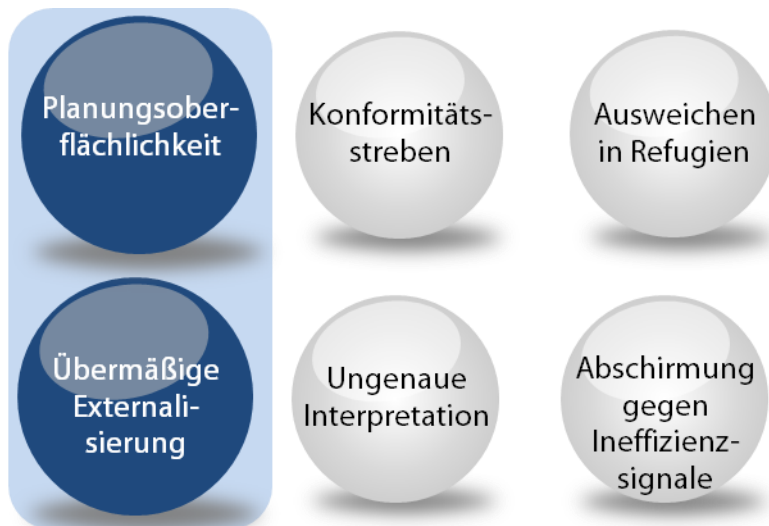 Planungsober-
flächlichkeit
Konformitäts-
streben
Ausweichen
in Refugien
Übermäßige
Externali-
sierung
Ungenaue
Interpretation
Abschirmung
gegen
Ineffizienz-
signale